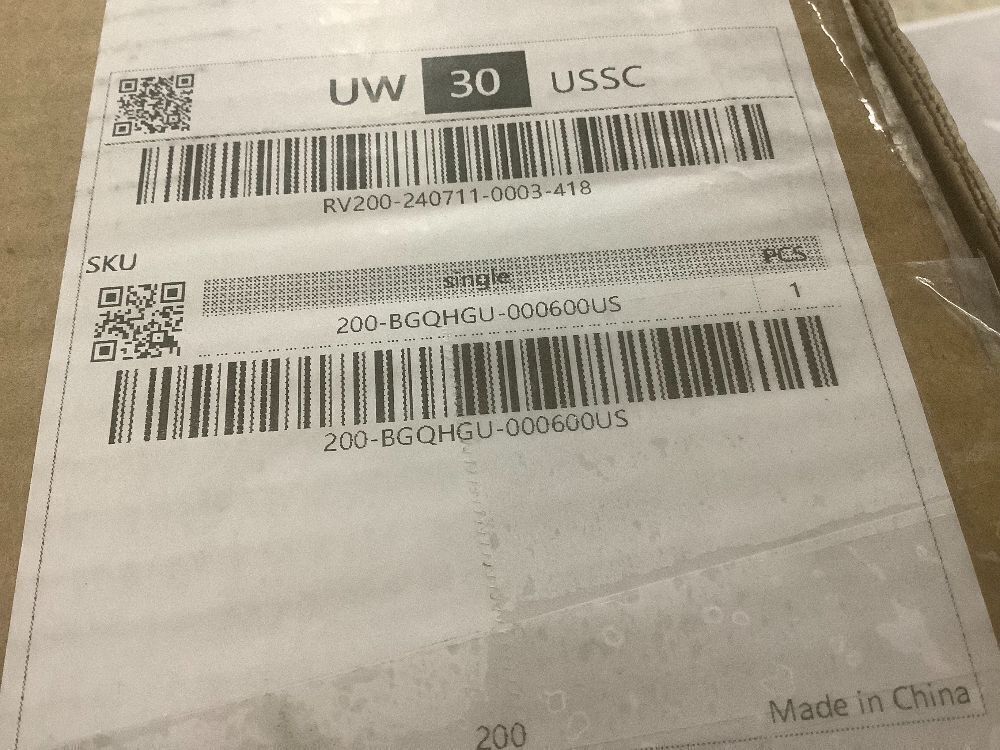 UW 30 USSC
RV200-240711-0003-418
SKU
single PCS
200-BGQHGU-000600US 1
200-BGQHGU-000600US
200
Made in China